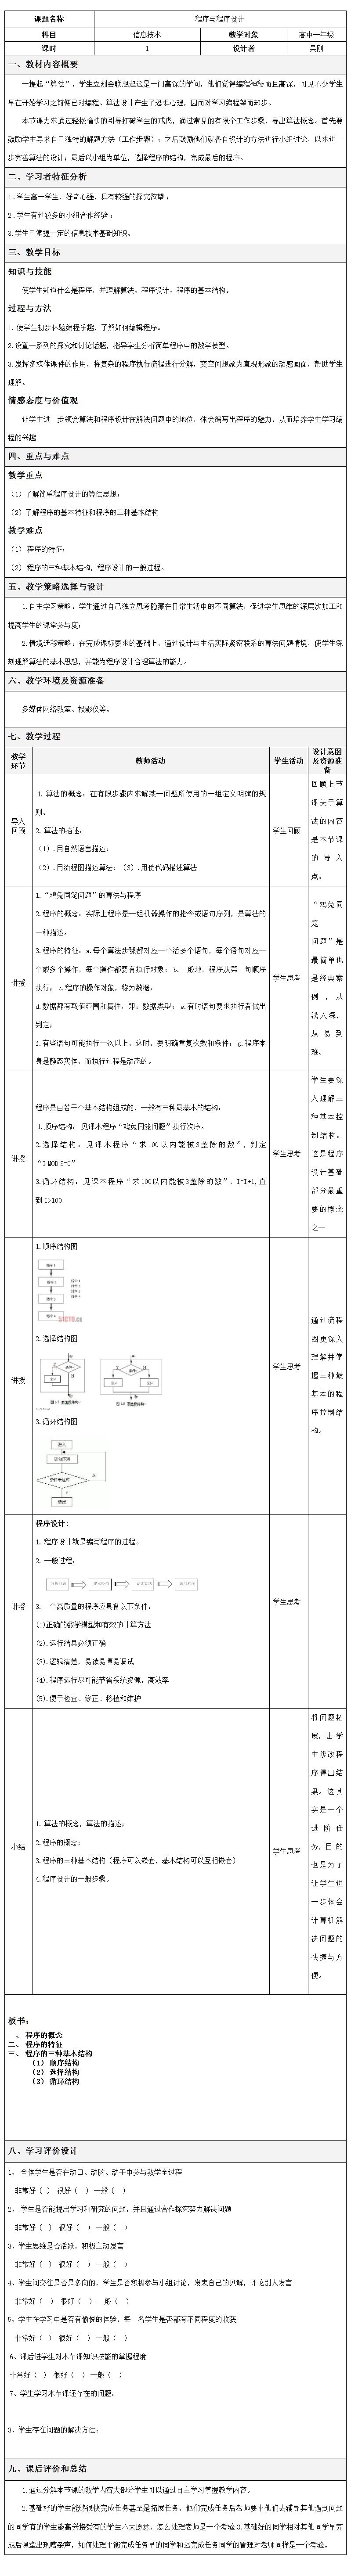 课题名称 程序与程序设计
科目 信息技术 教学对象 高中一年级
课时 1 设计者 吴刚
一、教材内容概要
一提起“算法”，学生立刻会联想起这是一门高深的学问，他们觉得编程神秘而且高深，可见不少学生
早在开始学习之前便已对编程、算法设计产生了恐惧心理，因而对学习编程望而却步。
本节课力求通过轻松愉快的引导打破学生的戒虑，通过常见的有限个工作步骤，导出算法概念。首先要
鼓励学生寻求自己独特的解题方法（工作步骤）；之后鼓励他们就各自设计的方法进行小组讨论，以求进一
步完善算法的设计；最后以小组为单位，选择程序的结构，完成最后的程序。
二、学习者特征分析
1.学生高一学生，好奇心强，具有较强的探究欲望；
2.学生有过较多的小组合作经验；
3.学生已掌握一定的信息技术基础知识。
三、教学目标
知识与技能
使学生知道什么是程序，并理解算法、程序设计、程序的基本结构。
过程与方法
1.使学生初步体验编程乐趣，了解如何编辑程序。
2.设置一系列的探究和讨论话题，指导学生分析简单程序中的数学模型。
3.发挥多媒体课件的作用，将复杂的程序执行流程进行分解，变空间想象为直观形象的动感画面，帮助学生
理解。
情感态度与价值观
让学生进一步领会算法和程序设计在解决问题中的地位，体会编写出程序的魅力，从而培养学生学习编
程的兴趣
四、重点与难点
教学重点
（1）了解简单程序设计的算法思想；
（2）了解程序的基本特征和程序的三种基本结构
教学难点
（1） 程序的特征；
（2） 程序的三种基本结构，程序设计的一般过程。
五、教学策略选择与设计
1.自主学习策略：学生通过自己独立思考隐藏在日常生活中的不同算法，促进学生思维的深层次加工和
提高学生的课堂参与度；
2.情境迁移策略：在完成课标要求的基础上，通过设计与生活实际紧密联系的算法问题情境，使学生深
刻理解算法的基本思想，并能为程序设计合理算法的能力。
六、教学环境及资源准备
多媒体网络教室、投影仪等。
七、教学过程
教学环节 教师活动 学生活动 设计意图及资源准备
导入回顾
1. 算法的概念：在有限步骤内求解某一问题所使用的一组定义明确的规
则。
2. 算法的描述：
（1）.用自然语言描述；
（2）.用流程图描述算法；（3）.用伪代码描述算法
学生回顾
回顾上节
课关于算
法的内容
是本节课
的导入
点。
讲授
1.“鸡兔同笼问题”的算法与程序
2.程序的概念：实际上程序是一组机器操作的指令或语句序列，是算法的
一种描述。
3.程序的特征：a.每个算法步骤都对应一个活多个语句，每个语句对应一
个或多个操作，每个操作都要有执行对象； b.一般地，程序从第一句顺序
执行； c.程序的操作对象，称为数据；
d.数据都有取值范围和属性，即：数据类型； e.有时语句要求执行者做出
判定；
f.有些语句可能执行一次以上，这时，要明确重复次数和条件； g.程序本
身是静态实体，而执行过程是动态的。
学生思考
“鸡兔同
笼
问题”是
最简单也
是经典案
例，从
浅入深，
从易到
难。
讲授
程序是由若干个基本结构组成的，一般有三种最基本的结构：
1.顺序结构： 见课本程序“鸡兔同笼问题”执行次序。
2.选择结构：见课本程序“求100以内能被3整除的数”，判定
“I MOD 3=0”
3.循环结构：见课本程序“求100以内能被3整除的数”，I=I+1,直
到I>100
学生思考
学生要深
入理解三
种基本控
制结构。
这是程序
设计基础
部分最重
要的概念
之一
讲授
1.顺序结构图
2.选择结构图
3.循环结构图
学生思考
通过流程
图更深入
理解并掌
握三种最
基本的程
序控制结
构。
讲授
程序设计：
1. 程序设计就是编写程序的过程。
2. 一般过程：
3.一个高质量的程序应具备以下条件：
(1)正确的数学模型和有效的计算方法
(2).运行结果必须正确
(3).逻辑清楚，易读易懂易调试
(4).程序运行尽可能节省系统资源，高效率
(5).便于检查、修正、移植和维护
学生思考
小结
1. 算法的概念，算法的描述；
2.程序的概念；
3.程序的三种基本结构（程序可以嵌套，基本结构可以互相嵌套）
4.程序设计的一般步骤。
学生思考
将问题拓
展，让学
生修改程
序得出结
果。这其
实是一个
进阶任
务，目的
也是为了
让学生进
一步体会
计算机解
决问题的
快捷与方
便。
板书：
一、 程序的概念
二、 程序的特征
三、 程序的三种基本结构
（1） 顺序结构
（2） 选择结构
（3） 循环结构
八、学习评价设计
1、 全体学生是否在动口、动脑、动手中参与教学全过程
非常好（ ） 很好（ ） 一般（ ）
2、 学生是否能提出学习和研究的问题，并且通过合作探究努力解决问题
非常好（ ） 很好（ ） 一般（ ）
3、学生思维是否活跃，积极主动发言
非常好（ ） 很好（ ） 一般（ ）
4、学生间交往是否是多向的，学生是否积极参与小组讨论，发表自己的见解，评论别人发言
非常好（ ） 很好（ ） 一般（ ）
5、学生在学习中是否有愉悦的体验，每一名学生是否都有不同程度的收获
非常好（ ） 很好（ ） 一般（ ）
6、课后进学生对本节课知识技能的掌握程度
非常好（ ） 很好（ ） 一般（ ）
7、学生学习本节课还存在的问题：
8、学生存在问题的解决方法：
九、课后评价和总结
1.通过分解本节课的教学内容大部分学生可以通过自主学习掌握教学内容。
2.基础好的学生能够很快完成任务甚至是拓展任务，他们完成任务后老师要求他们去辅导其他遇到问题
的同学有的学生能高兴接受有的学生不太愿意，怎么处理老师是一个考验3.基础好的同学相对其他同学早完
成后课堂出现嘈杂声，如何处理平衡完成任务早的同学和迟完成任务同学的管理对老师同样是一个考验。